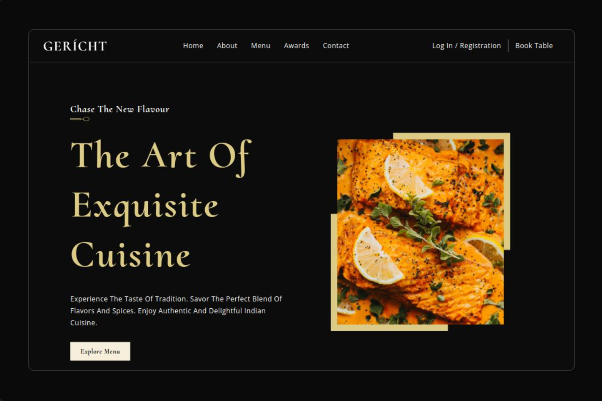 GERÍCHT
Home About Menu Awards Contact
Log In / Registration Book Table
Chase The New Flavour
The Art Of
Exquisite
Cuisine
Experience The Taste Of Tradition. Savor The Perfect Blend Of
Flavors And Spices. Enjoy Authentic And Delightful Indian
Cuisine.
Explore Menu